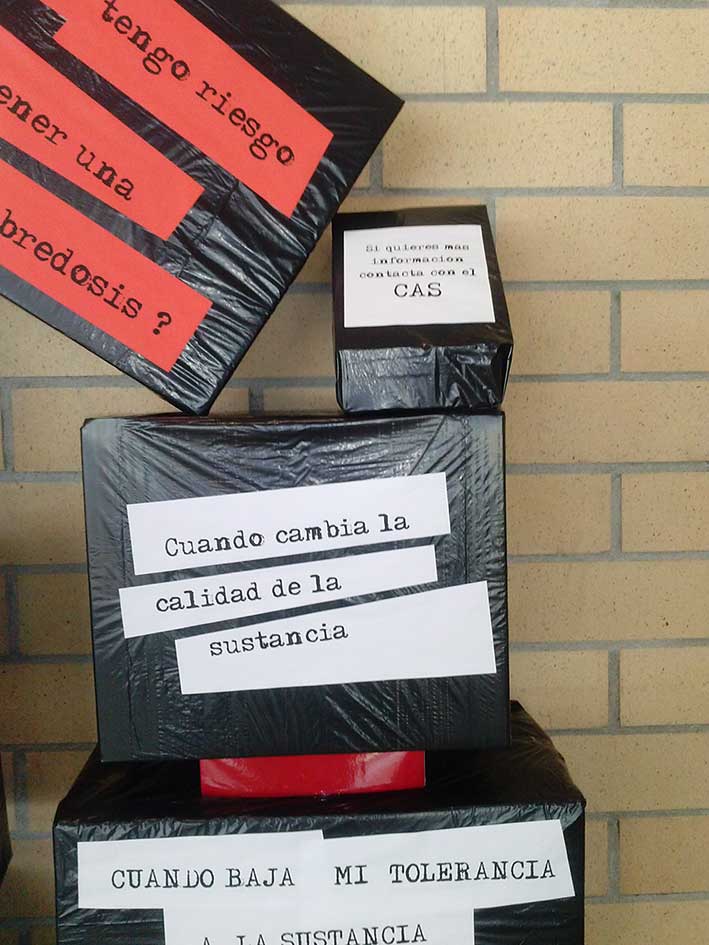 tengo riesgo
ener una
bredosis ?
Si quieres mas
informacion
contacta con el
CAS
Cuando cambia la
calidad de la
sustancia
CUANDO BAJA MI TOLERANCIA
A LA SUSTANCIA